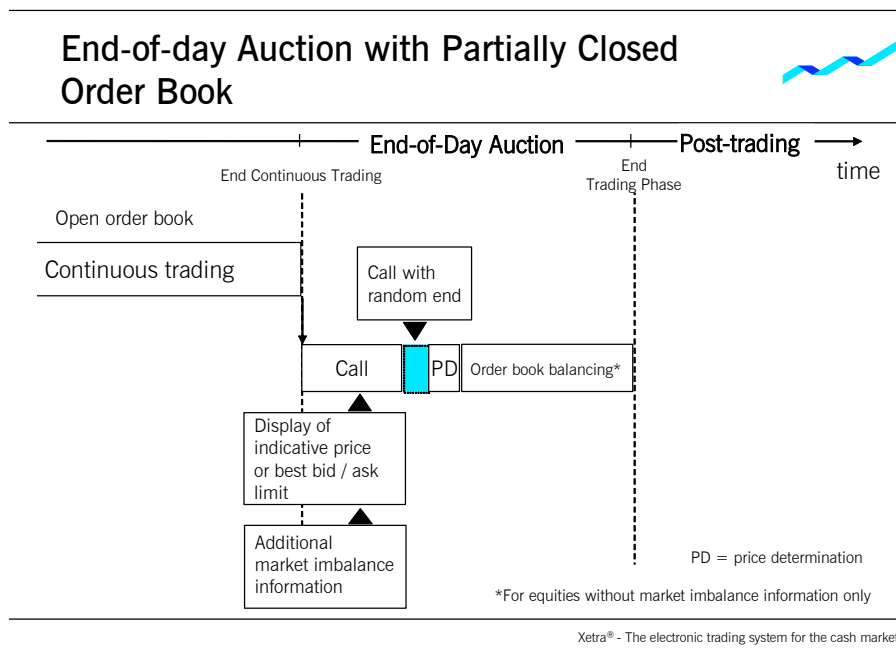 End-of-day Auction with Partially Closed
Order Book
End-of-Day Auction
Post-trading
time
End Continuous Trading
End
Trading Phase
Open order book
Continuous trading
Call with
random end
Call
PD
Order book balancing*
Display of
indicative price
or best bid / ask
limit
Additional
market imbalance
information
PD = price determination
*For equities without market imbalance information only
Xetra® - The electronic trading system for the cash market